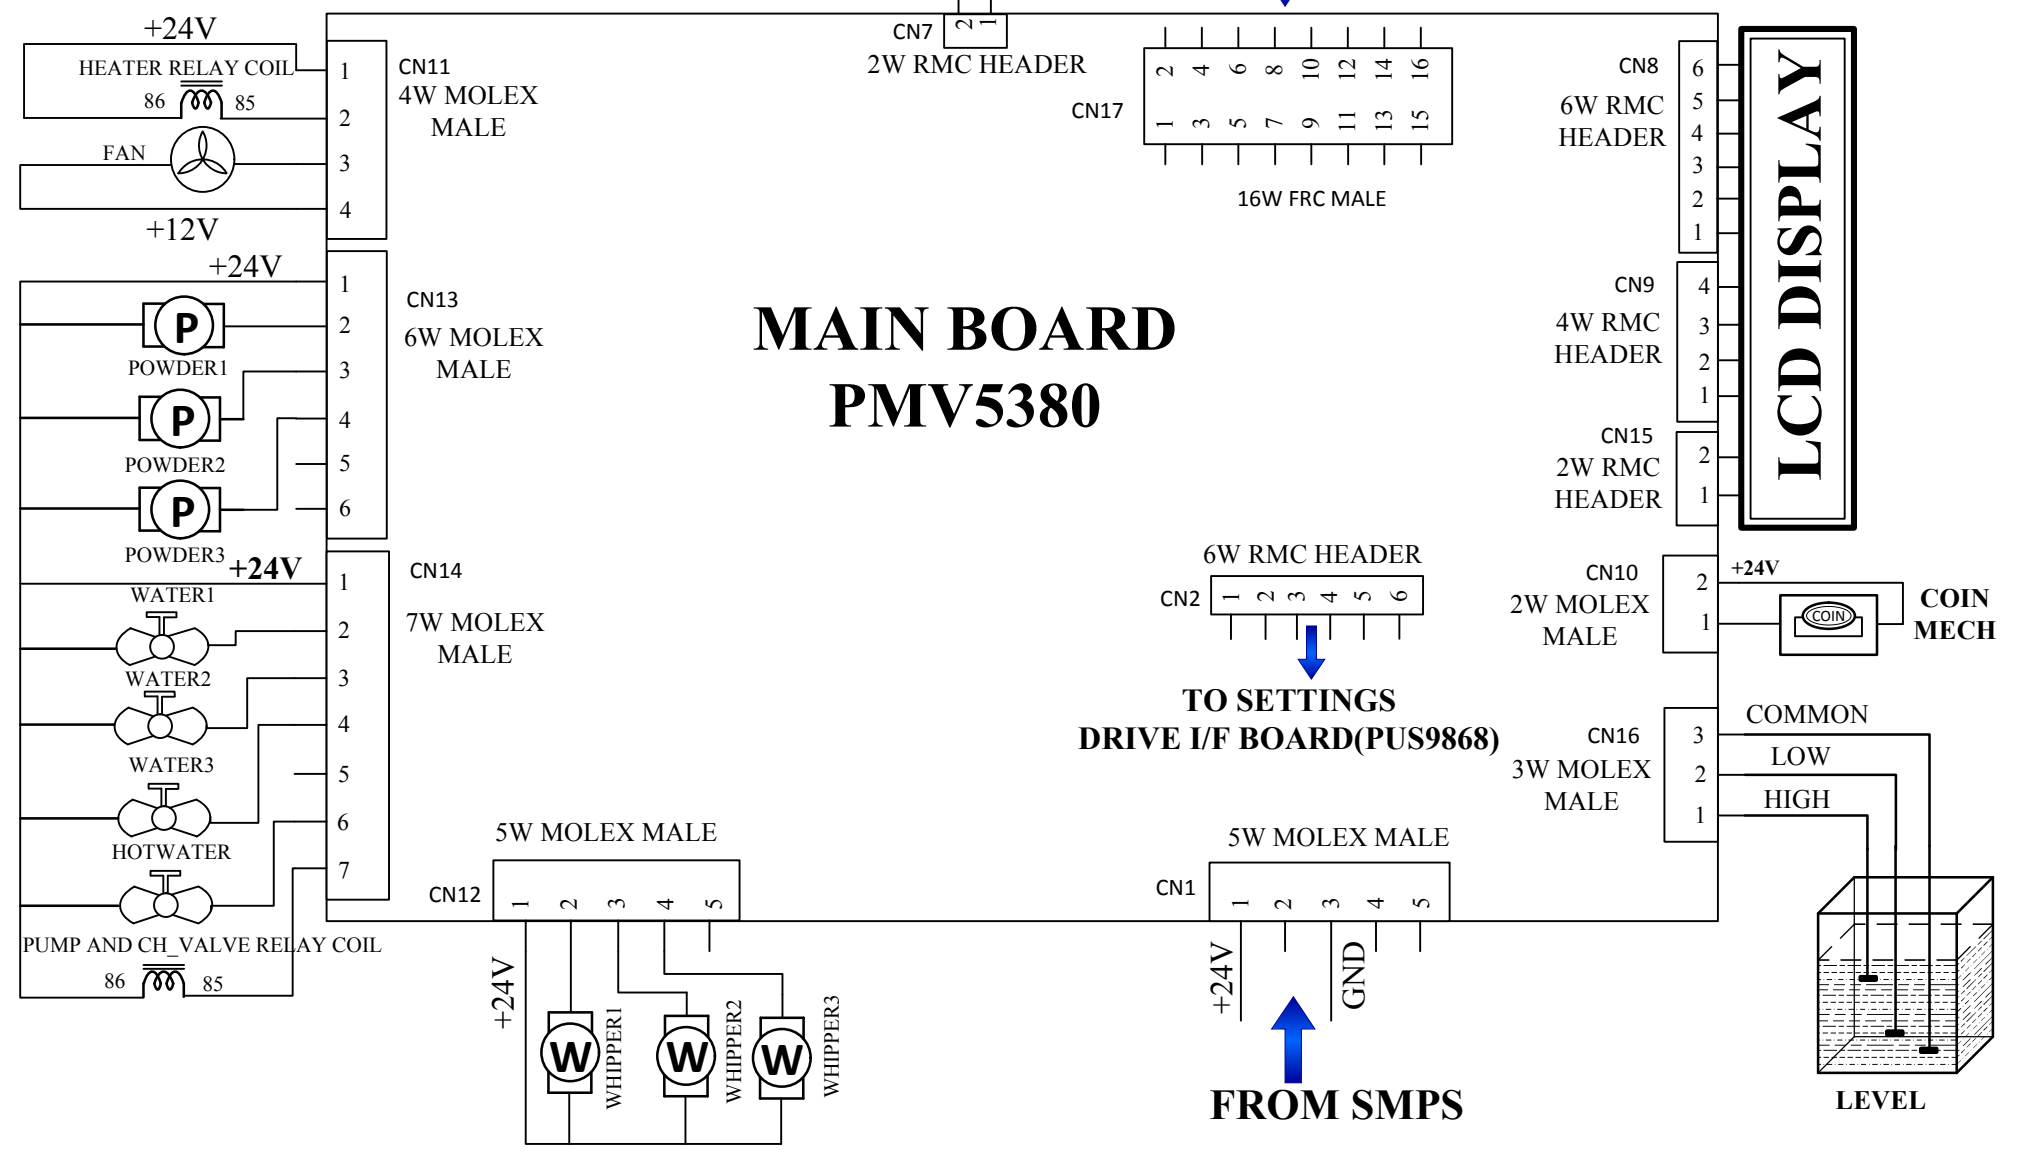 +24V
HEATER RELAY COIL
86
85
FAN
+12V
1
2
3
4
CN11
4W MOLEX
MALE
+24V
POWDER1
P
POWDER2
P
POWDER3
P
1
2
3
4
5
6
CN13
6W MOLEX
MALE
+24V
WATER1
WATER2
WATER3
HOTWATER
PUMP AND CH_VALVE RELAY COIL
86
85
1
2
3
4
5
6
7
CN14
7W MOLEX
MALE
CN7
2 1
2W RMC HEADER
CN17
2 4 6 8 10 12 14 16
1 3 5 7 9 11 13 15
16W FRC MALE
MAIN BOARD
PMV5380
6W RMC HEADER
CN2
1 2 3 4 5 6
TO SETTINGS
DRIVE I/F BOARD(PUS9868)
5W MOLEX MALE
CN12
1 2 3 4 5
+24V
W
WHIPPER1
W
WHIPPER2
W
WHIPPER3
5W MOLEX MALE
CN1
1 2 3 4 5
+24V
GND
FROM SMPS
CN8
6W RMC
HEADER
6
5
4
3
2
1
CN9
4W RMC
HEADER
4
3
2
1
CN15
2W RMC
HEADER
2
1
LCD DISPLAY
CN10
2W MOLEX
MALE
2
1
+24V
COIN
COIN
MECH
CN16
3W MOLEX
MALE
3
2
1
COMMON
LOW
HIGH
LEVEL